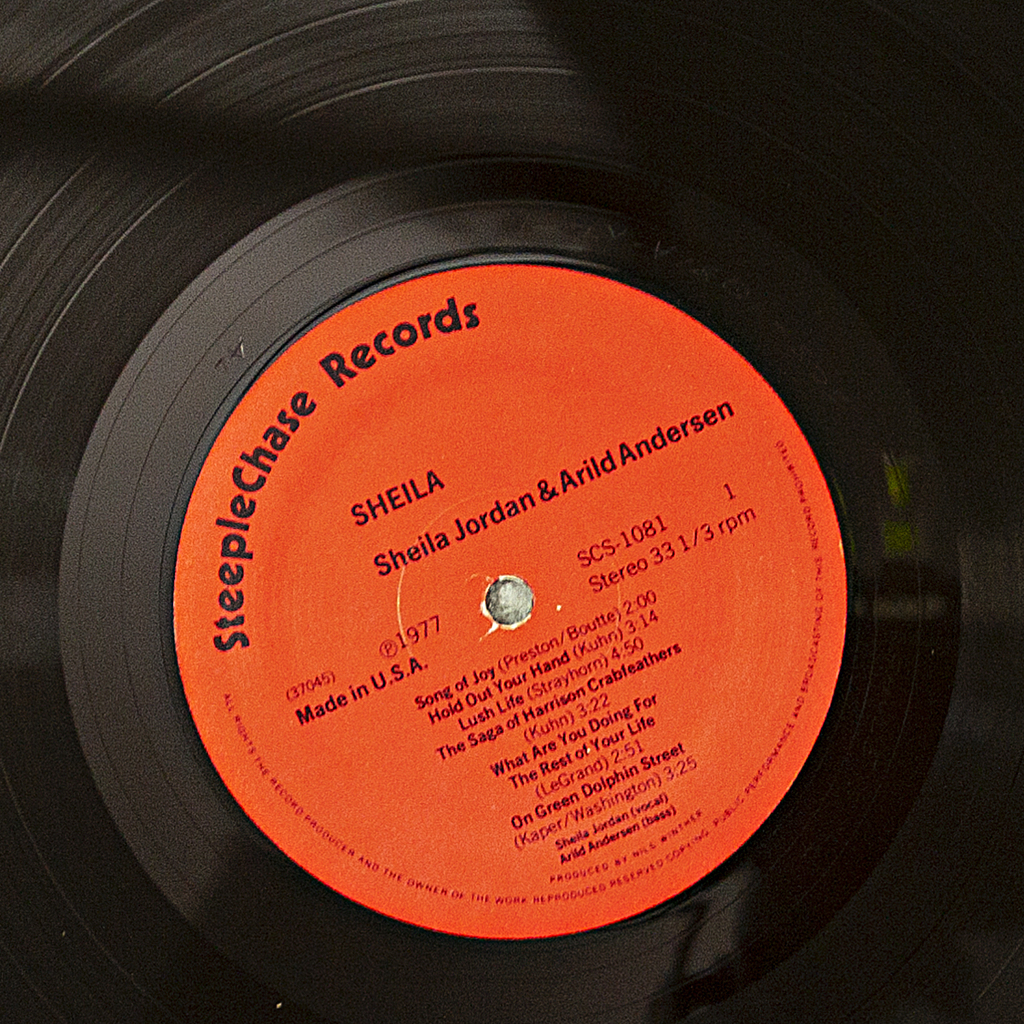 SteepleChase Records
SHEILA
Sheila Jordan & Arild Andersen
1
SCS-1081
Stereo 33 1/3 rpm
℗1977
(37045)
Made in U.S.A.
Song of Joy (Preston/Boutte) 2:00
Hold Out Your Hand (Kuhn) 3:14
Lush Life (Strayhorn) 4:50
The Saga of Harrison Crabfeathers
(Kuhn) 3:22
What Are You Doing For
The Rest of Your Life
(LeGrand) 2:51
On Green Dolphin Street
(Kaper/Washington) 3:25
Sheila Jordan (vocal)
Arild Andersen (bass)
PRODUCED BY NILS WINTHER
ALL RIGHTS THE RECORD PRODUCER AND THE OWNER OF THE WORK REPRODUCED RESERVED COPYING, PUBLIC PERFORMANCE AND BROADCASTING OF THIS RECORD PROHIBITED